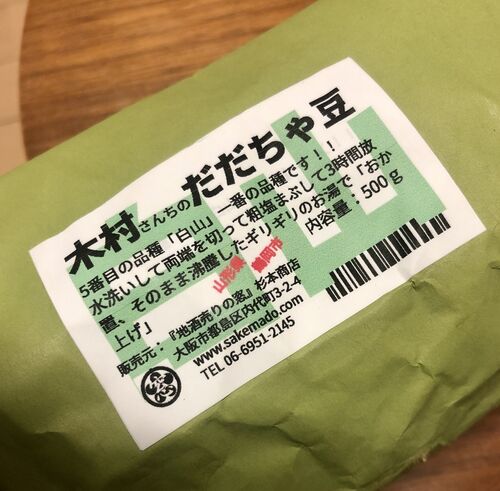 木村さんちのだだちゃ豆
5番目の品種「白山」一番の品種です！！
水洗いして両端を切って粗塩まぶして3時間放
置、そのまま沸騰したギリギリのお湯で「おか
上げ」
山形県 鶴岡市
内容量：500ｇ
販売元：『地酒売りの窓』杉本商店
大阪市都島区内代町3-2-4
www.sakemado.com
TEL 06-6951-2145